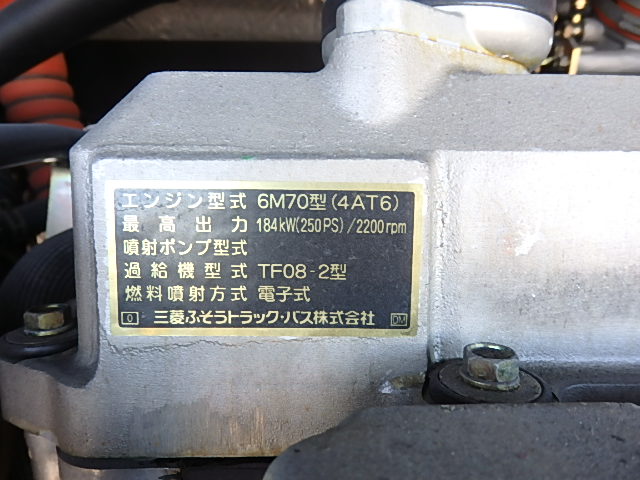 エンジン型式 6M70型(4AT6)
最高出力 184kW(250PS)/2200rpm
噴射ポンプ型式
過給機型式 TF08-2型
燃料噴射方式 電子式
0 三菱ふそうトラック・バス株式会社 DM